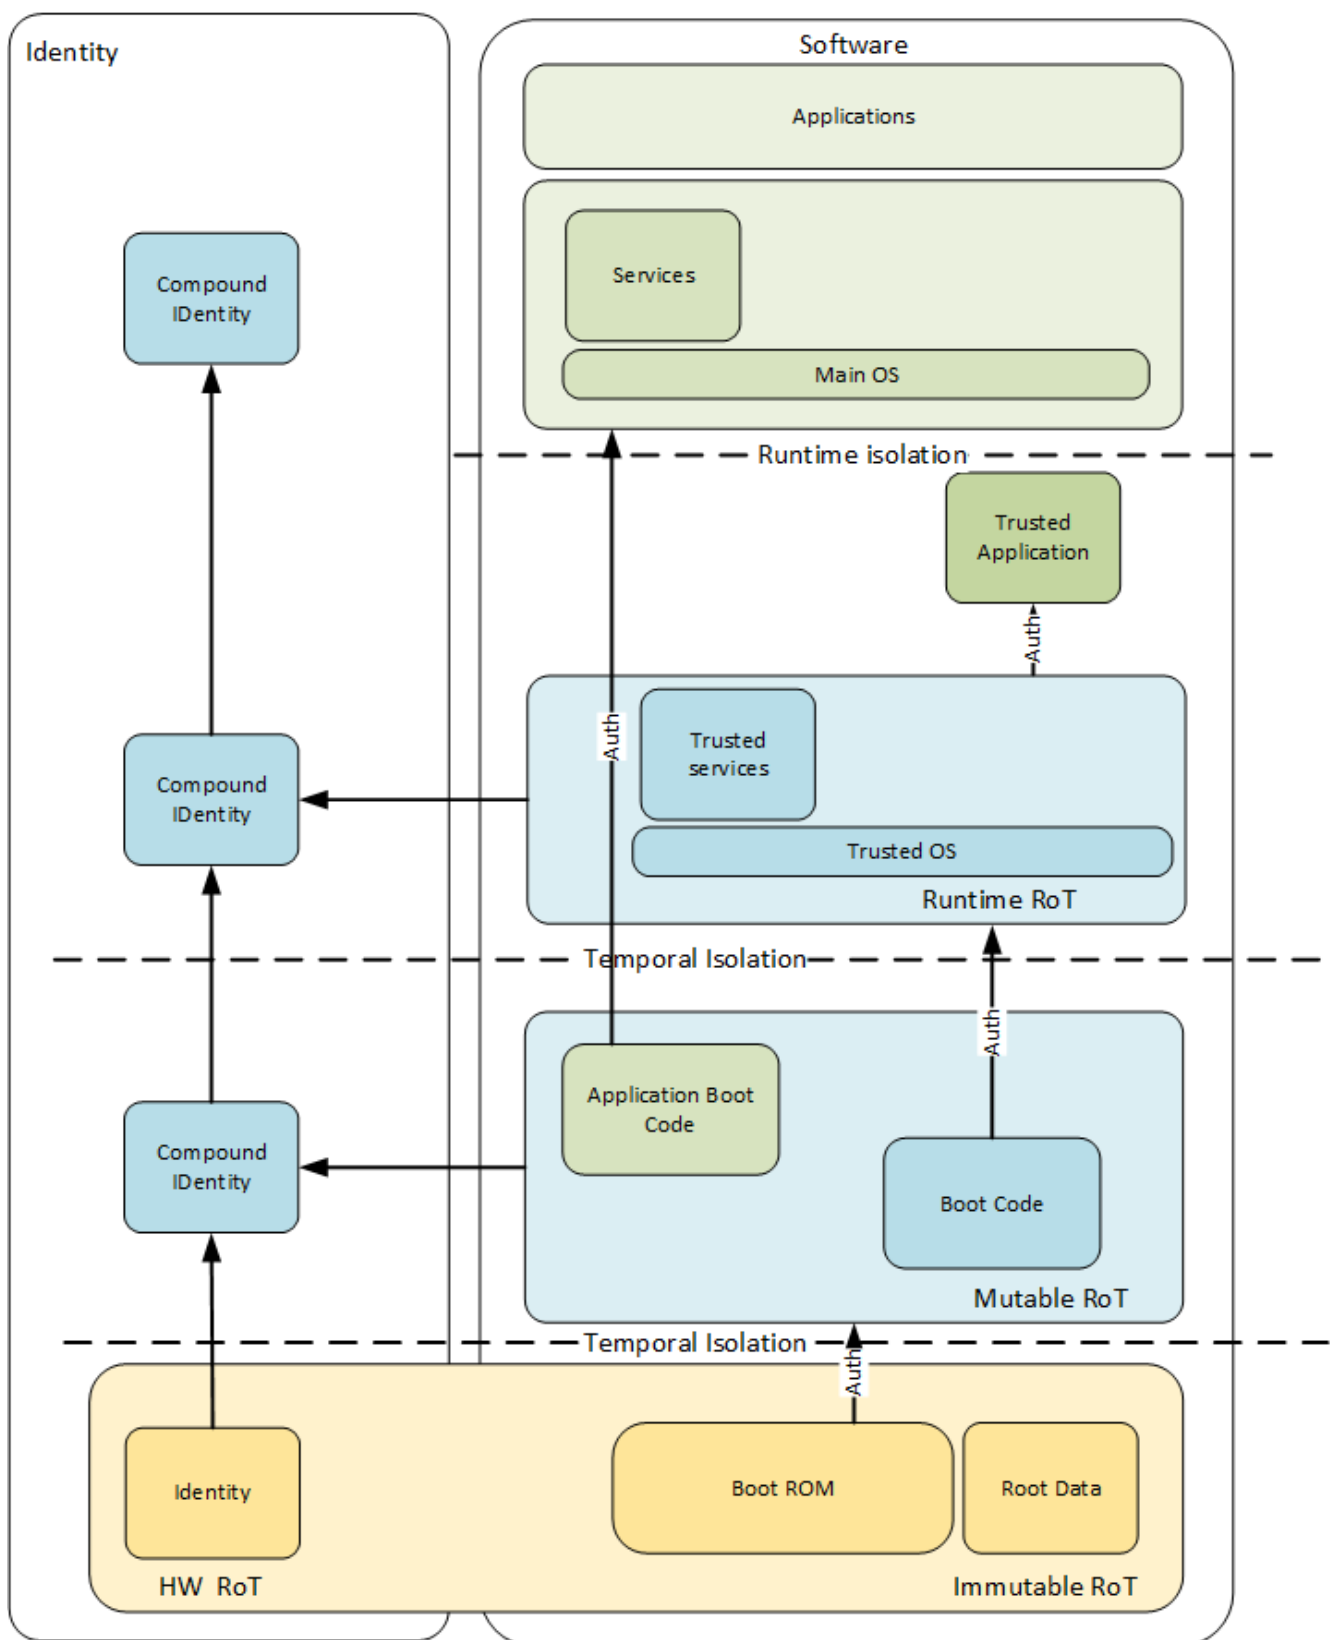 Identity
Software
Applications
Services
Compound
IDentity
Main OS
Runtime isolation
Trusted
Application
Auth
Auth
Trusted
services
Compound
IDentity
Trusted OS
Runtime RoT
Temporal Isolation
Auth
Application Boot
Code
Compound
IDentity
Boot Code
Mutable RoT
Temporal Isolation
Auth
Identity
Boot ROM
Root Data
HW RoT
Immutable RoT